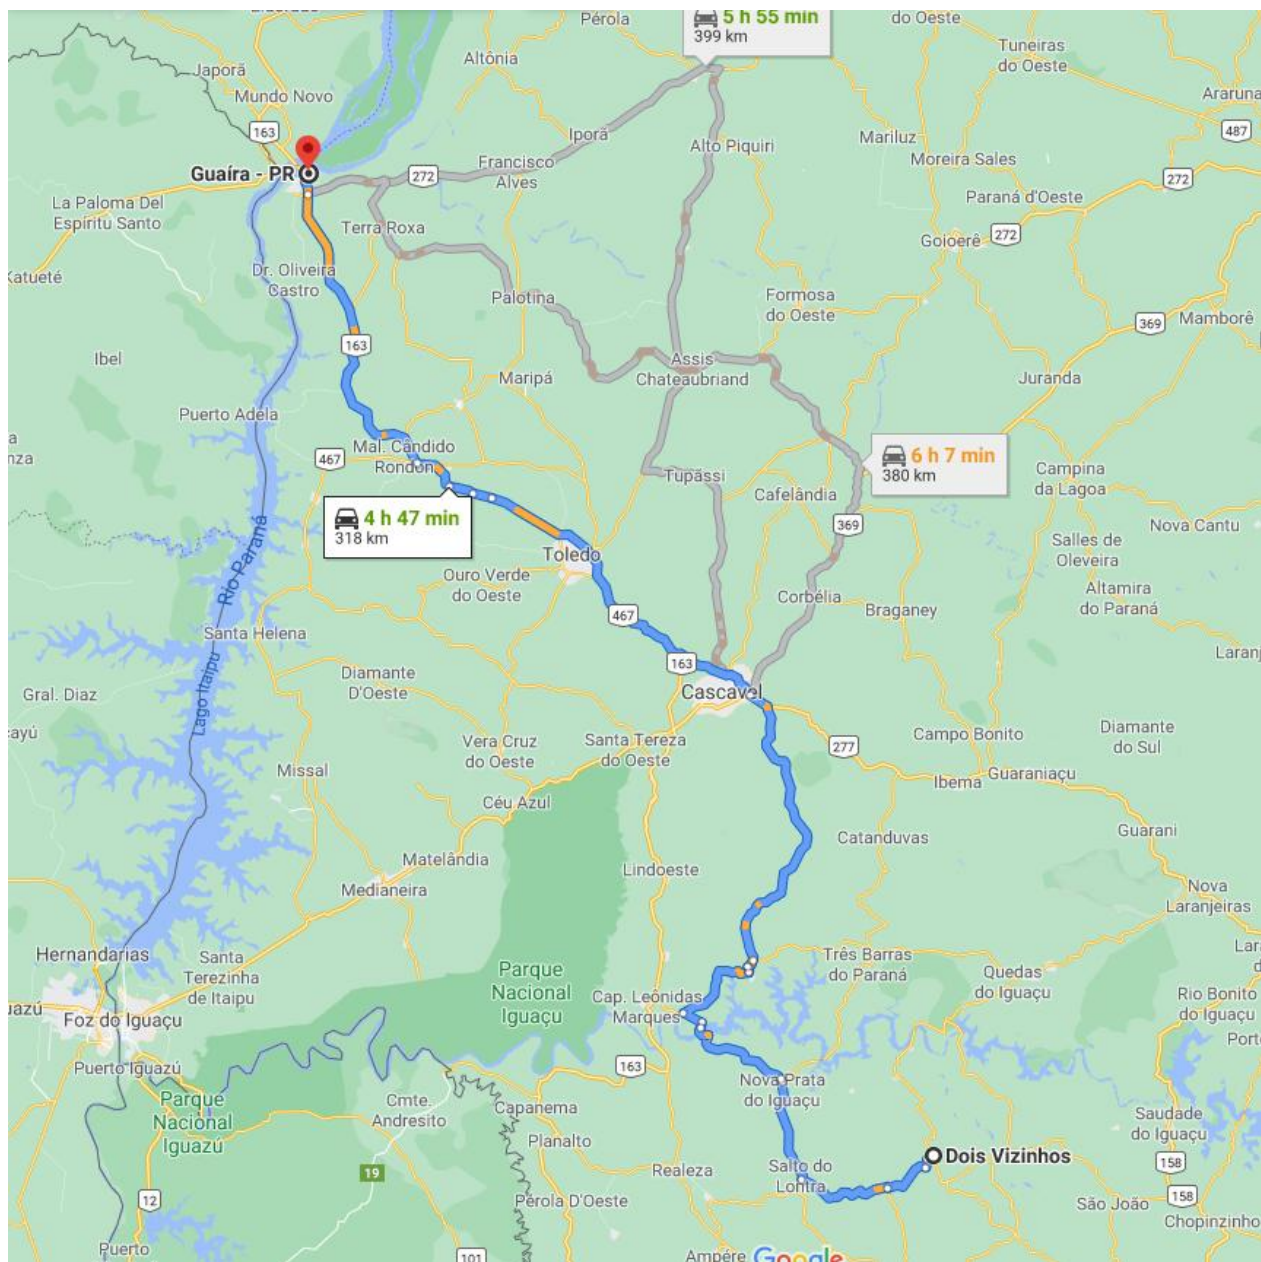 Pérola
5 h 55 min
399 km
do Oeste
Tuneiras
do Oeste
Altônia
Japorã
Mundo Novo
Araruna
163
Iporã
Alto Piquiri
Mariluz
487
Moreira Sales
Guaíra - PR
272
Francisco
Alves
272
La Paloma Del
Espíritu Santo
Paraná d'Oeste
Terra Roxa
Goioerê
272
Katueté
Dr. Oliveira
Castro
Palotina
Formosa
do Oeste
369
Mamborê
163
Ibel
Assis
Chateaubriand
Maripá
Juranda
Puerto Adela
Mal. Cândido
Rondon
467
6 h 7 min
380 km
Tupãssi
Campina
da Lagoa
Cafelândia
4 h 47 min
318 km
369
Nova Cantu
Rio Paraná
Toledo
Salles de
Oleveira
Ouro Verde
do Oeste
Altamira
do Paraná
Corbélia
Braganey
467
Santa Helena
163
Diamante
D'Oeste
Cascavel
Gral. Diaz
Lago Itaipu
Vera Cruz
do Oeste
Santa Tereza
do Oeste
277
Campo Bonito
Diamante
do Sul
Missal
Ibema
Guaraniaçu
Céu Azul
Catanduvas
Guarani
Matelândia
Lindoeste
Medianeira
Nova
Laranjeiras
Hernandarias
Santa
Terezinha
de Itaipu
Três Barras
do Paraná
Parque
Nacional
Iguaçu
Quedas
do Iguaçu
Cap. Leônidas
Marques
Rio Bonito
do Iguaçu
Foz do Iguaçu
Puerto Iguazú
163
Nova Prata
do Iguaçu
Parque
Nacional
Iguazú
Cmte.
Andresito
Capanema
Saudade
do Iguaçu
Planalto
Dois Vizinhos
19
Realeza
Salto do
Lontra
158
12
Pérola D'Oeste
158
São João
Chopinzinho
Puerto
101
Ampére
Google